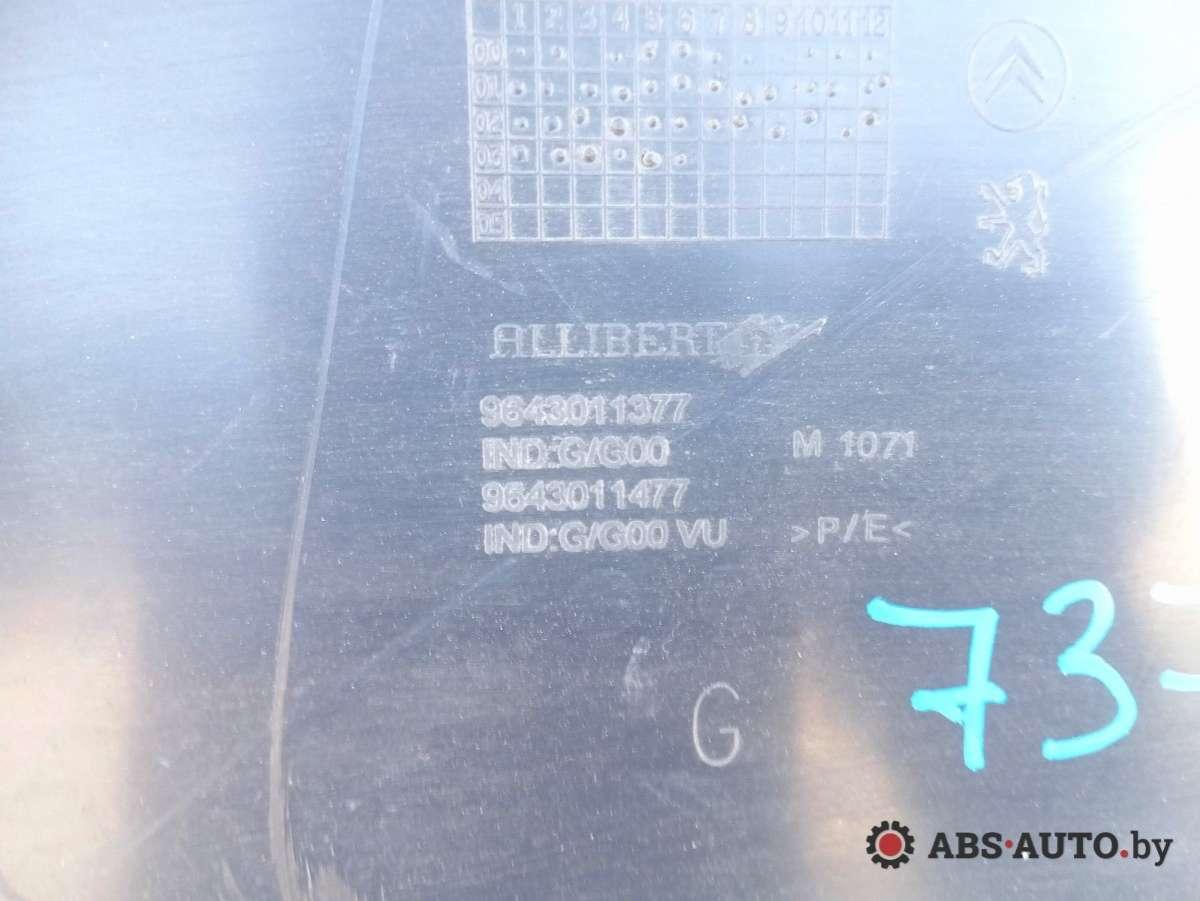 1 2 3 4 5 6 7 8 9 10 11 12
00
01
02
03
04
05
ALLIBERT
9643011377
IND:G/G00
M 1071
9643011477
IND:G/G00 VU
>P/E<
73
G
ABS·AUTO.by